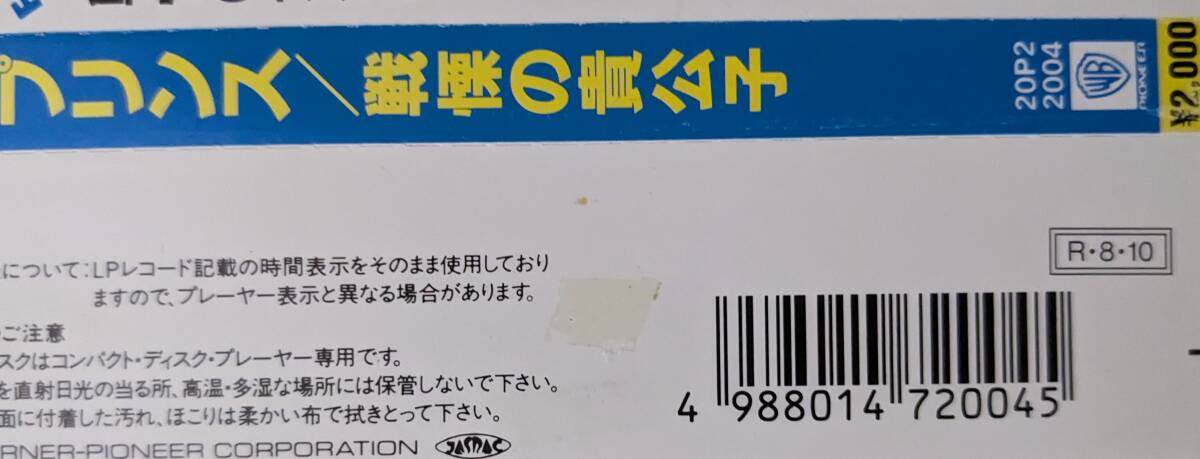 プリンス/戦慄の貴公子
20P2
2004
WB
PIONEER
¥2,000
R・8・10
について:LPレコード記載の時間表示をそのまま使用しており
ますので、プレーヤー表示と異なる場合があります。
ご注意
スクはコンパクト・ディスク・プレーヤー専用です。
を直射日光の当る所、高温・多湿な場所には保管しないで下さい。
面に付着した汚れ、ほこりは柔かい布で拭きとって下さい。
RNER-PIONEER CORPORATION JASRAC
4 988014 720045